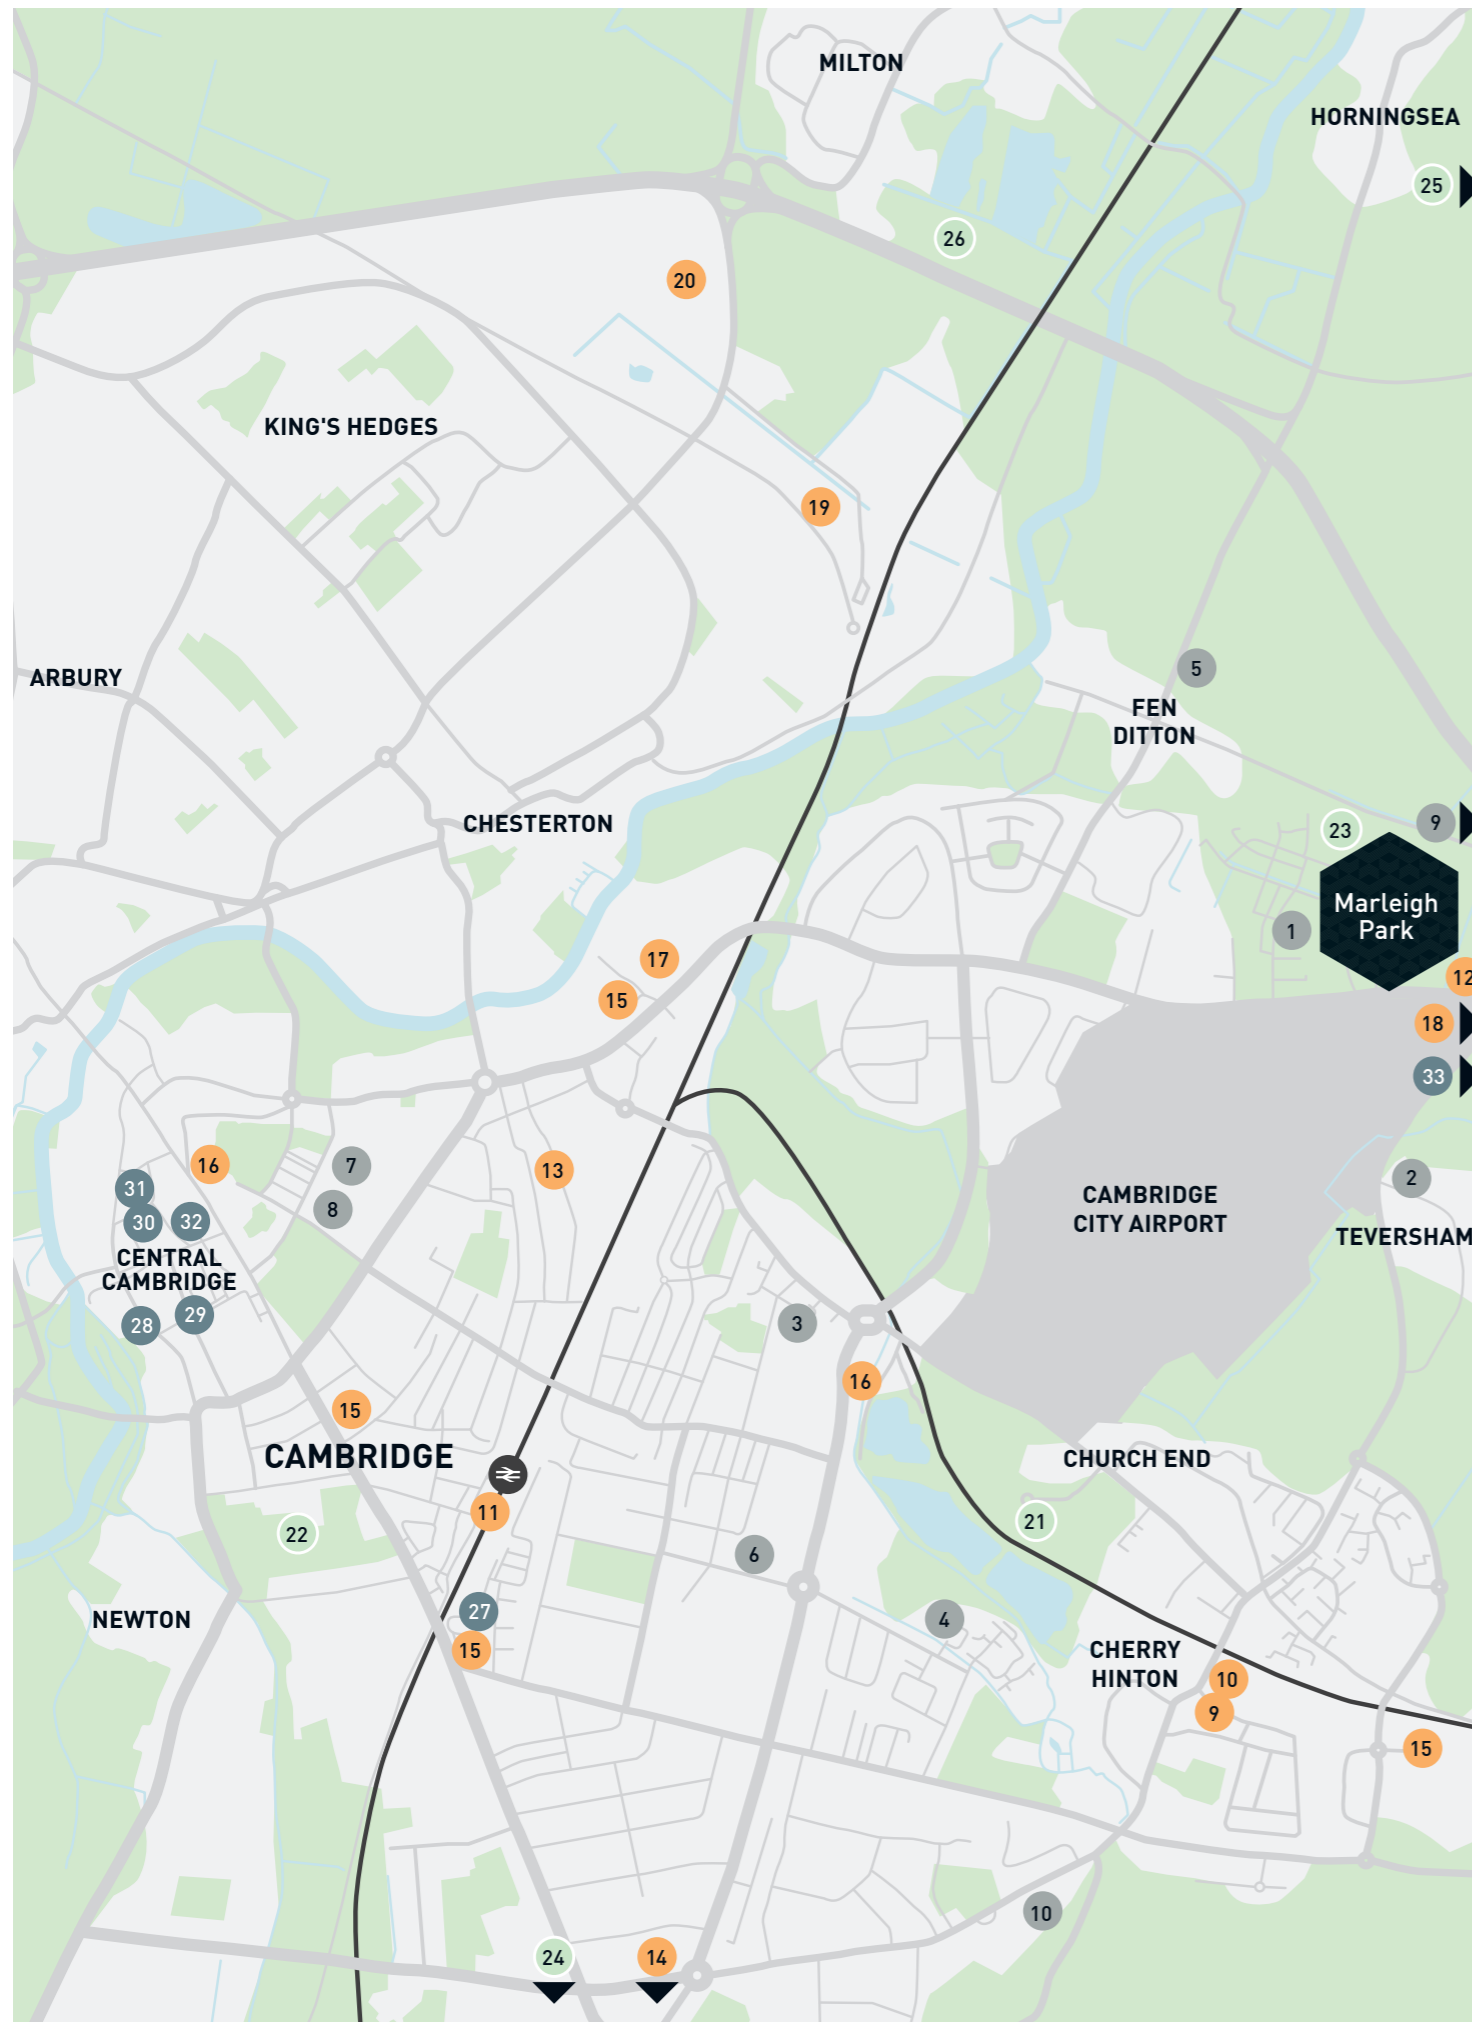 MILTON
HORNINGSEA
25
26
20
KING'S HEDGES
19
ARBURY
5
FEN
DITTON
CHESTERTON
23
9
Marleigh
Park
1
17
15
12
18
33
16
7
13
31
8
30
32
2
CAMBRIDGE
CITY AIRPORT
TEVERSHAM
CENTRAL
CAMBRIDGE
28
29
3
16
15
CAMBRIDGE
CHURCH END
11
22
21
6
NEWTON
27
4
15
CHERRY
HINTON
10
9
15
10
24
14